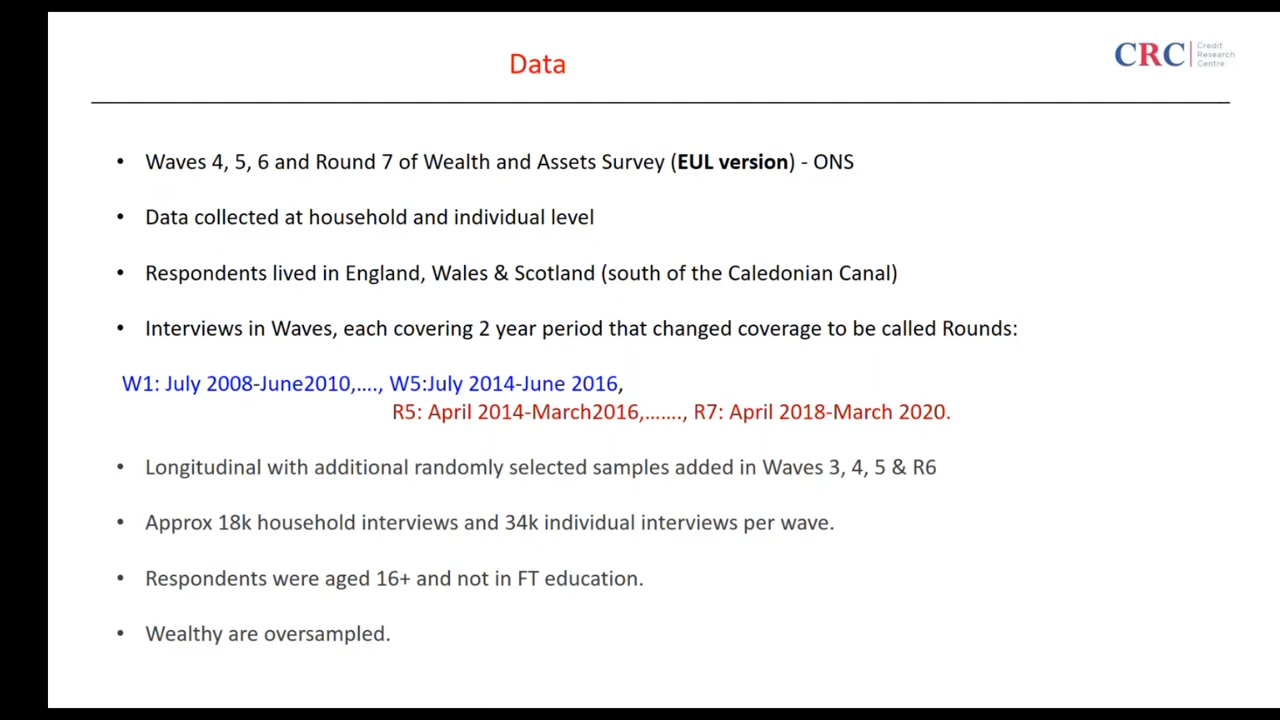 Data
CRC
Credit
Research
Centre
• Waves 4, 5, 6 and Round 7 of Wealth and Assets Survey (EUL version) - ONS
• Data collected at household and individual level
• Respondents lived in England, Wales & Scotland (south of the Caledonian Canal)
• Interviews in Waves, each covering 2 year period that changed coverage to be called Rounds:
W1: July 2008-June2010,...., W5:July 2014-June 2016,
R5: April 2014-March2016,......., R7: April 2018-March 2020.
• Longitudinal with additional randomly selected samples added in Waves 3, 4, 5 & R6
• Approx 18k household interviews and 34k individual interviews per wave.
• Respondents were aged 16+ and not in FT education.
• Wealthy are oversampled.